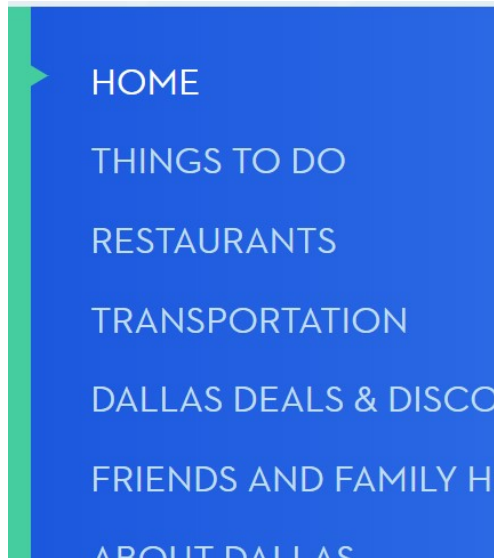 HOME
THINGS TO DO
RESTAURANTS
TRANSPORTATION
DALLAS DEALS & DISCO
FRIENDS AND FAMILY H
ABOUT DALLAS